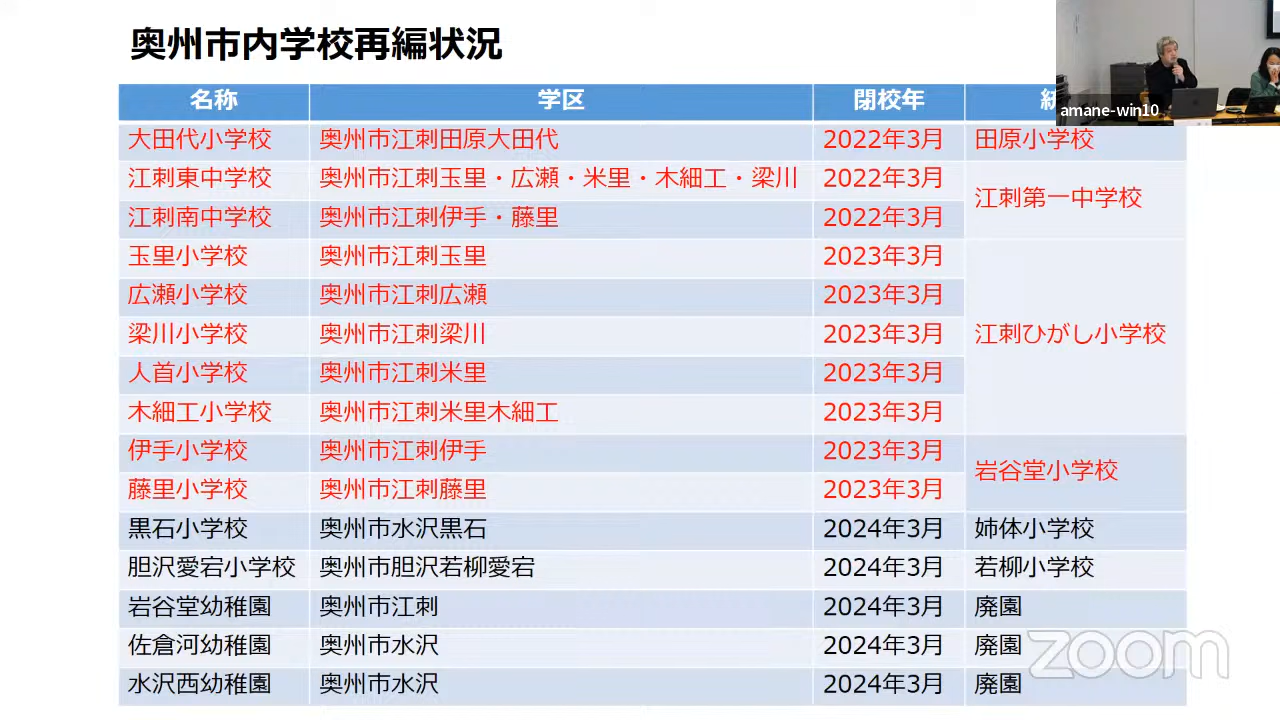 奥州市内学校再編状況
名称 学区 閉校年 統
amane-win10
大田代小学校 奥州市江刺田原大田代 2022年3月 田原小学校
江刺東中学校 奥州市江刺玉里・広瀬・米里・木細工・梁川 2022年3月 江刺第一中学校
江刺南中学校 奥州市江刺伊手・藤里 2022年3月
玉里小学校 奥州市江刺玉里 2023年3月
広瀬小学校 奥州市江刺広瀬 2023年3月
梁川小学校 奥州市江刺梁川 2023年3月 江刺ひがし小学校
人首小学校 奥州市江刺米里 2023年3月
木細工小学校 奥州市江刺米里木細工 2023年3月
伊手小学校 奥州市江刺伊手 2023年3月 岩谷堂小学校
藤里小学校 奥州市江刺藤里 2023年3月
黒石小学校 奥州市水沢黒石 2024年3月 姉体小学校
胆沢愛宕小学校 奥州市胆沢若柳愛宕 2024年3月 若柳小学校
岩谷堂幼稚園 奥州市江刺 2024年3月 廃園
佐倉河幼稚園 奥州市水沢 2024年3月 廃園
zoom
水沢西幼稚園 奥州市水沢 2024年3月 廃園